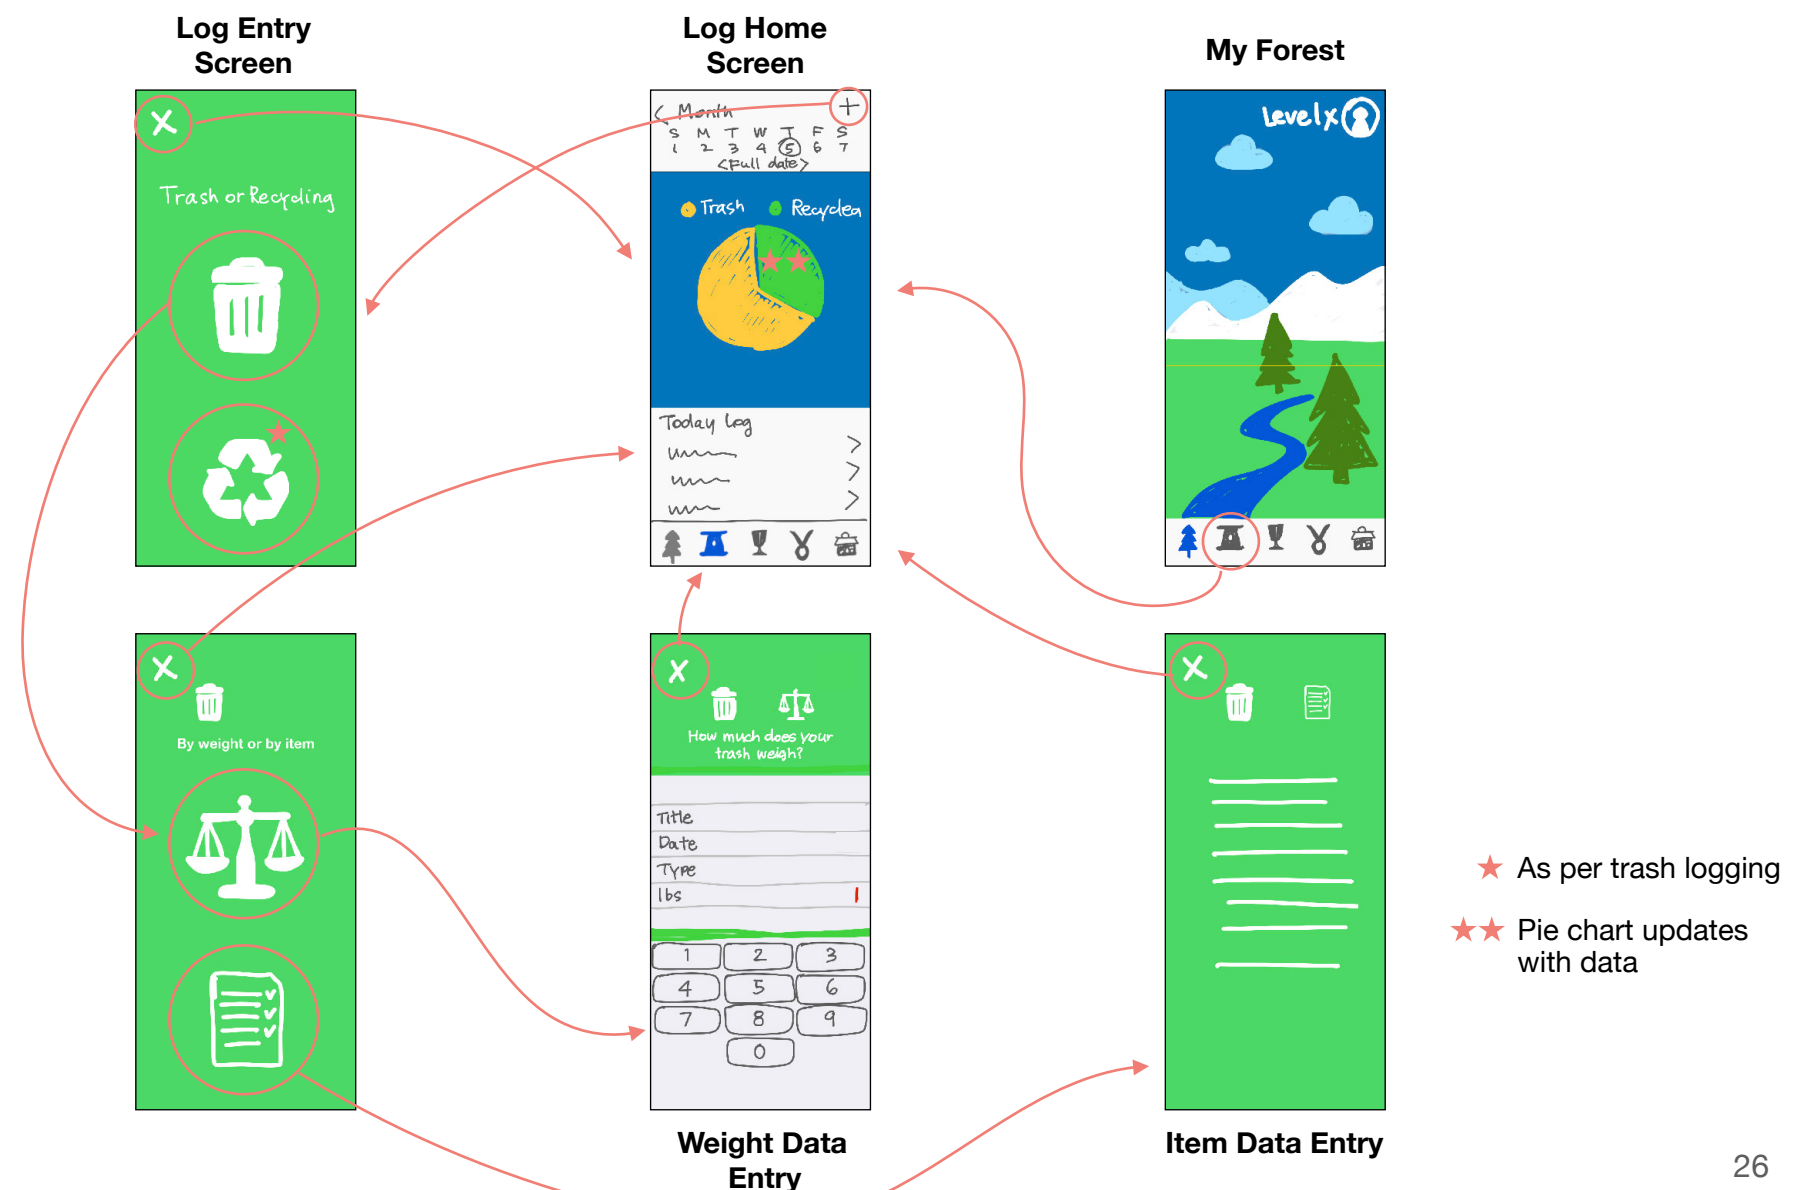 Log Entry
Screen
Log Home
Screen
My Forest
X
Trash or Recycling
< Month +
S M T W T F S
1 2 3 4 5 6 7
<Full date>
Trash Recycled
Today Log
Level x
X
By weight or by item
X
How much does your
trash weigh?
Title
Date
Type
lbs
1 2 3
4 5 6
7 8 9
0
X
As per trash logging
Pie chart updates
with data
Weight Data
Entry
Item Data Entry
26